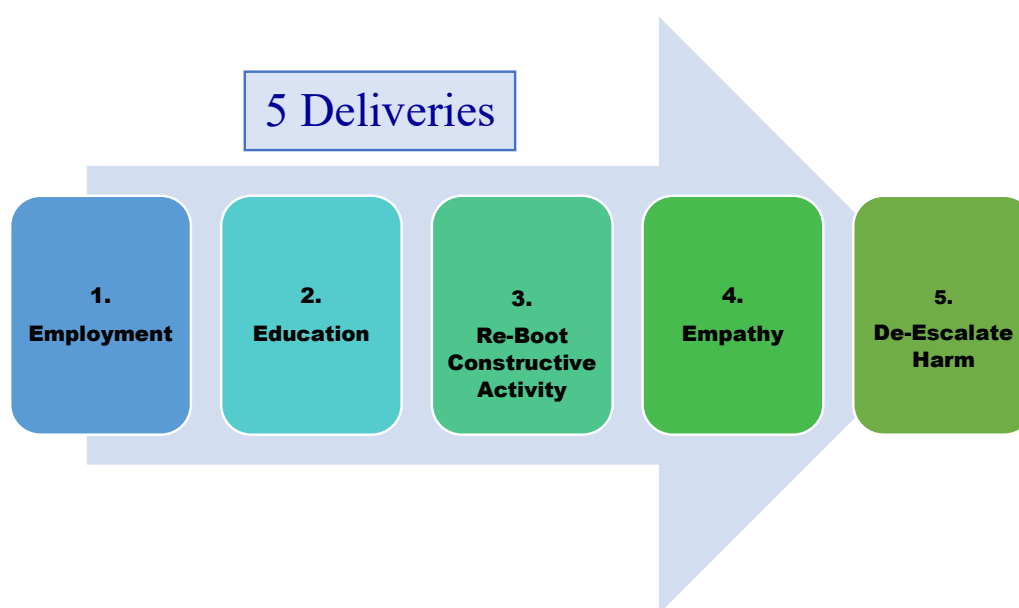 5 Deliveries
1.
Employment
2.
Education
3.
Re-Boot
Constructive
Activity
4.
Empathy
5.
De-Escalate
Harm